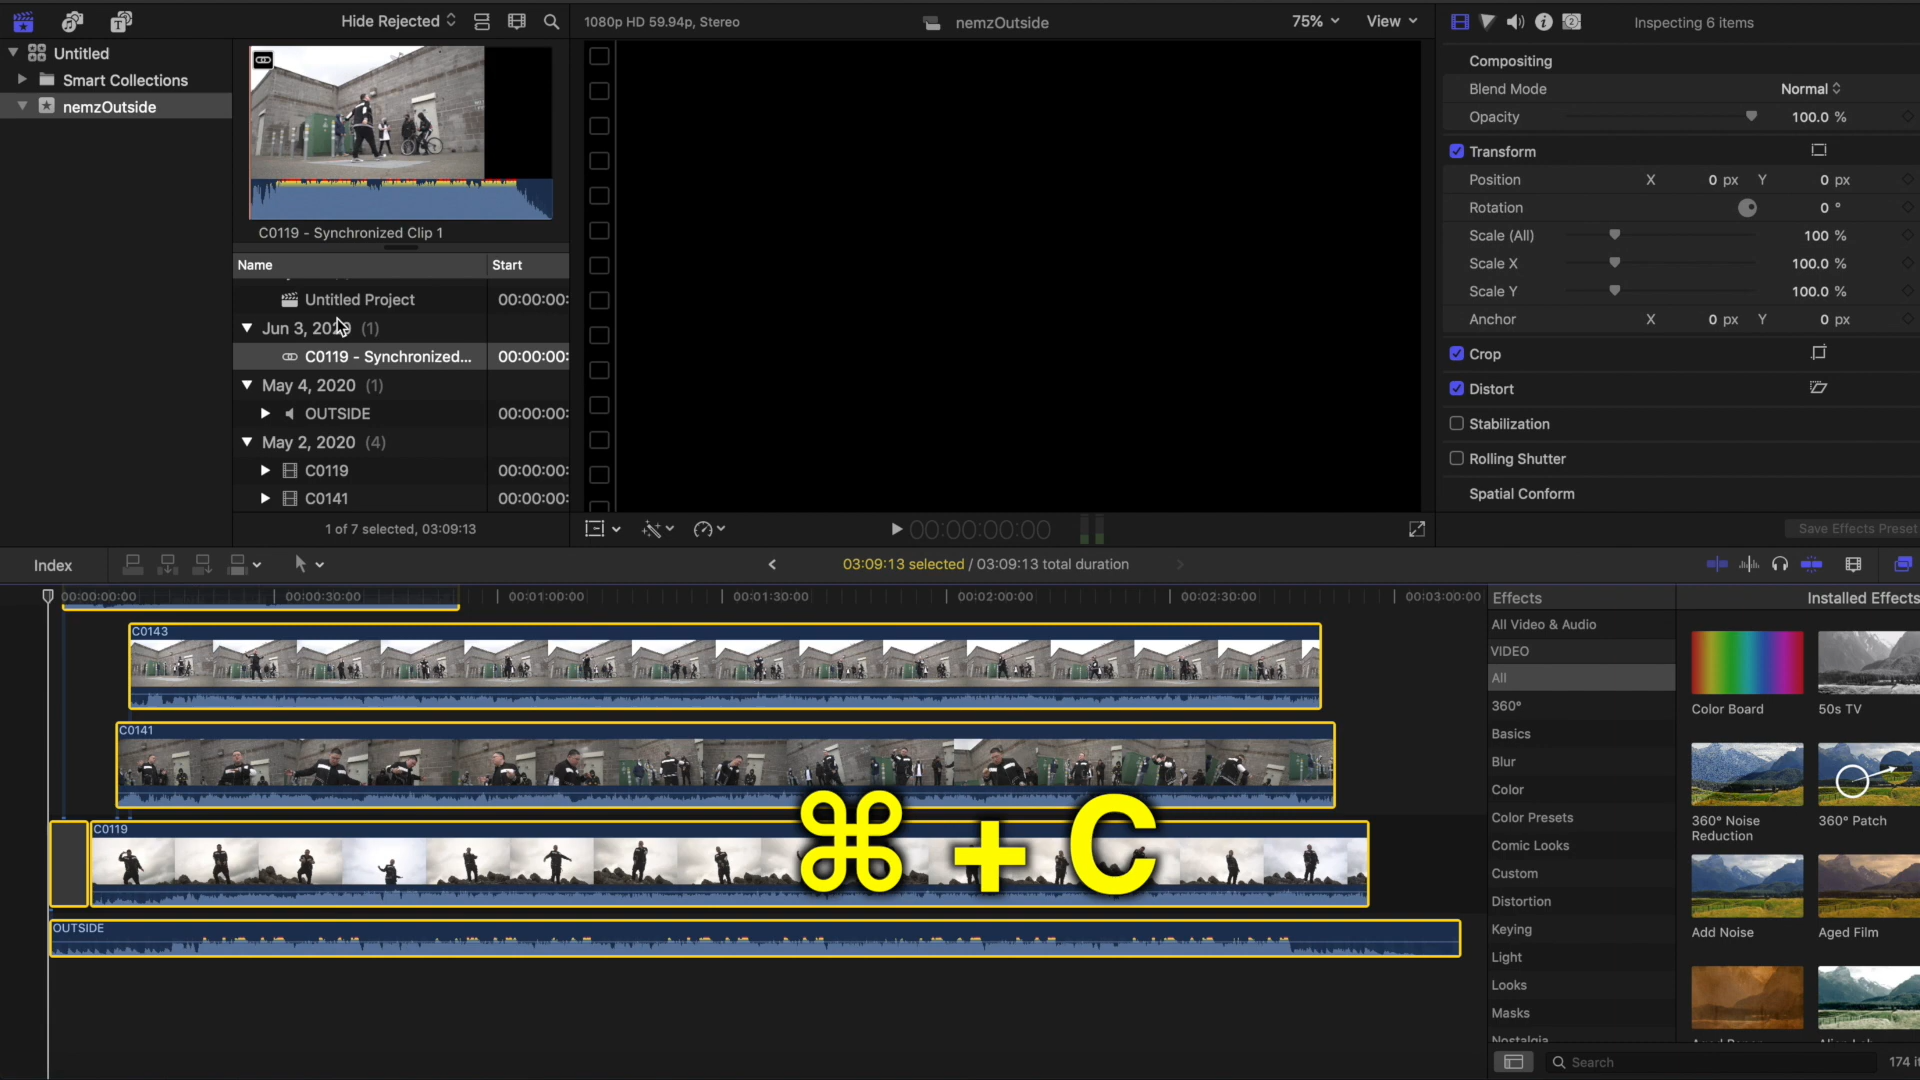 Hide Rejected
1080p HD 59.94p, Stereo
nemzOutside
75%
View
Inspecting 6 items
Untitled
Smart Collections
nemzOutside
C0119 - Synchronized Clip 1
Name
Start
Untitled Project
00:00:00:
Jun 3, 2020 (1)
C0119 - Synchronized...
00:00:00:
May 4, 2020 (1)
OUTSIDE
00:00:00:
May 2, 2020 (4)
C0119
00:00:00:
C0141
00:00:00:
1 of 7 selected, 03:09:13
00:00:00:00
Compositing
Blend Mode
Normal
Opacity
100.0 %
Transform
Position
X
0 px
Y
0 px
Rotation
0 °
Scale (All)
100 %
Scale X
100.0 %
Scale Y
100.0 %
Anchor
X
0 px
Y
0 px
Crop
Distort
Stabilization
Rolling Shutter
Spatial Conform
Save Effects Preset
Index
03:09:13 selected / 03:09:13 total duration
00:00:00:00
00:00:30:00
00:01:00:00
00:01:30:00
00:02:00:00
00:02:30:00
00:03:00:00
C0143
C0141
C0119
OUTSIDE
⌘ + C
Effects
Installed Effects
All Video & Audio
VIDEO
All
360°
Basics
Blur
Color
Color Presets
Comic Looks
Custom
Distortion
Keying
Light
Looks
Masks
Nostalgia
Color Board
50s TV
360° Noise
Reduction
360° Patch
Add Noise
Aged Film
Search